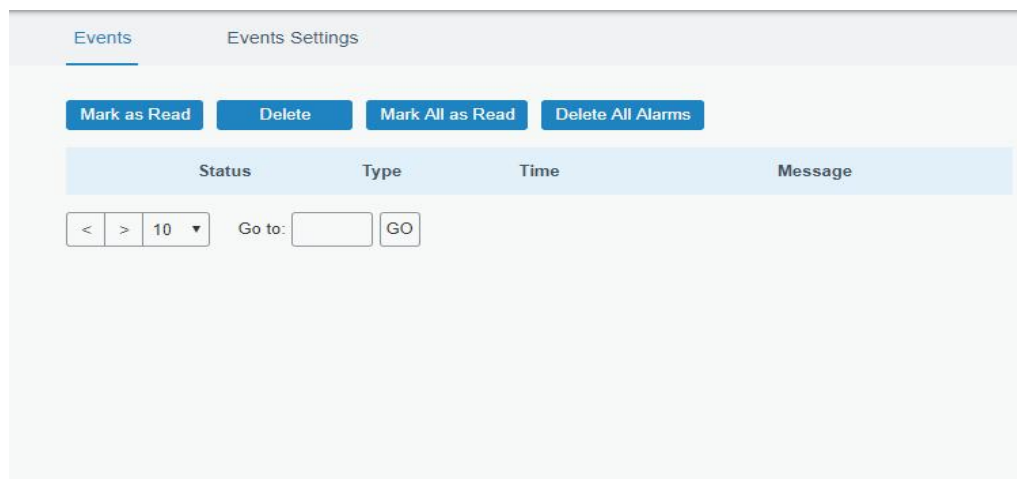 Events Events Settings
Mark as Read Delete Mark All as Read Delete All Alarms
Status Type Time Message
< > 10 ▼ Go to: GO